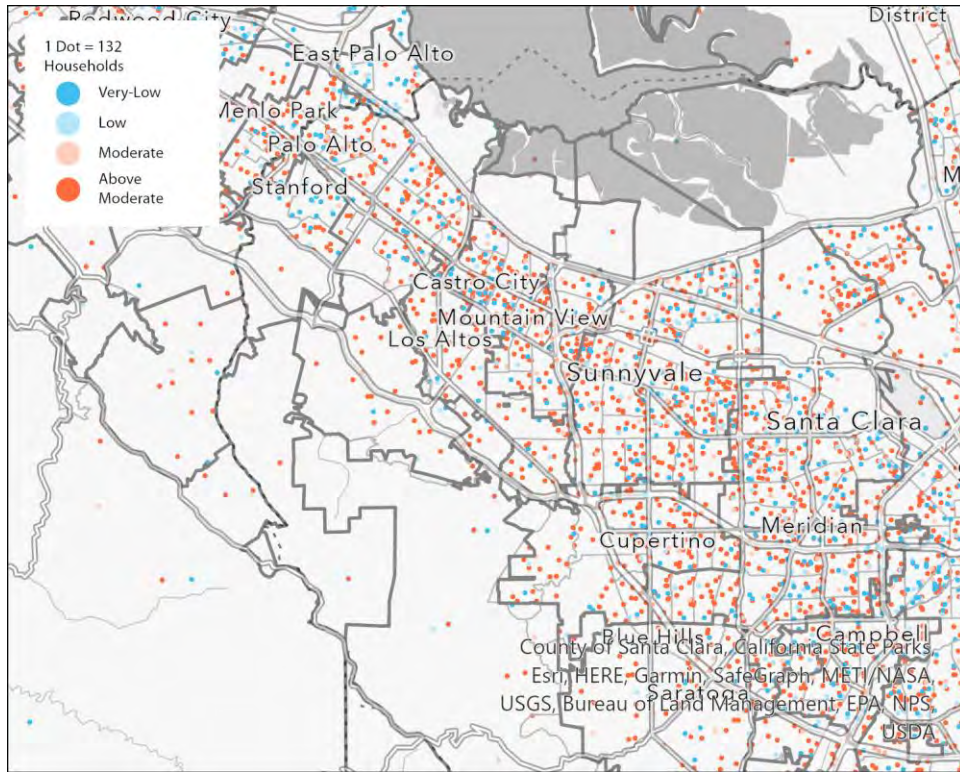 Redwood City
District
1 Dot = 132
Households
Very-Low
Low
Moderate
Above
Moderate
East Palo Alto
Menlo Park
Palo Alto
Stanford
M
Castro City
Mountain View
Los Altos
Sunnyvale
Santa Clara
Meridian
Cupertino
Blue Hills
Campbell
County of Santa Clara, California State Parks,
Esri, HERE, Garmin, SafeGraph, METI/NASA,
Saratoga
USGS, Bureau of Land Management, EPA, NPS,
USDA